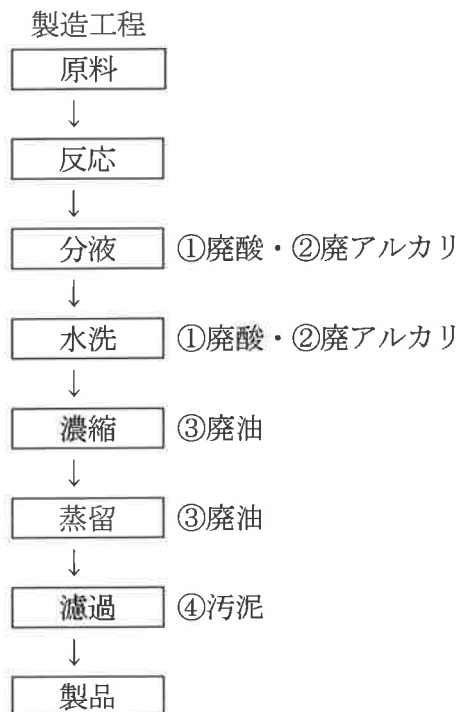 製造工程
原料
↓
反応
↓
分液 ①廃酸・②廃アルカリ
↓
水洗 ①廃酸・②廃アルカリ
↓
濃縮 ③廃油
↓
蒸留 ③廃油
↓
濾過 ④汚泥
↓
製品